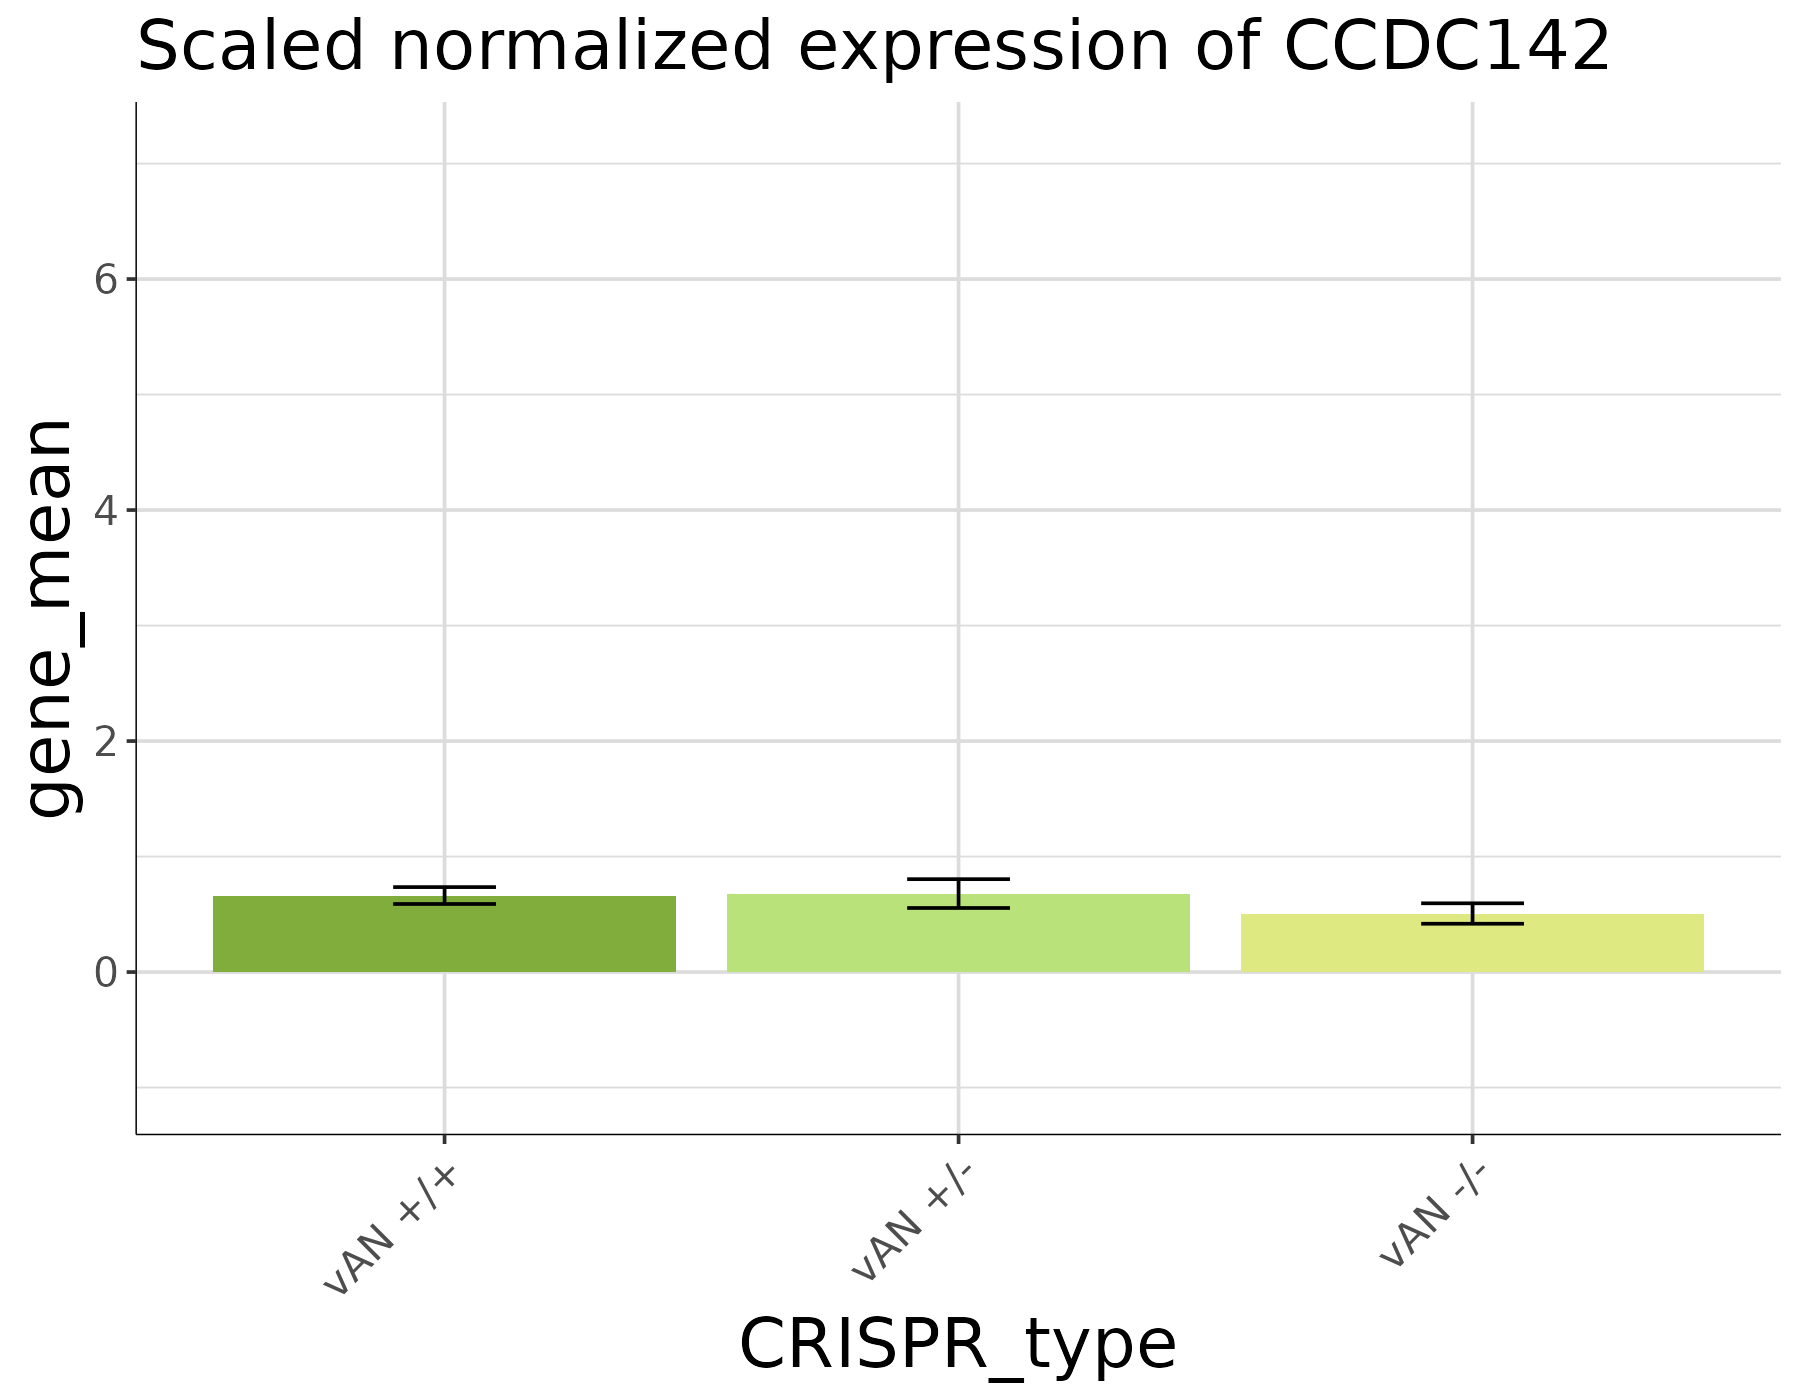 Scaled normalized expression of CCDC142
gene_mean
6
4
2
0
vAN +/+
vAN +/-
vAN -/-
CRISPR_type